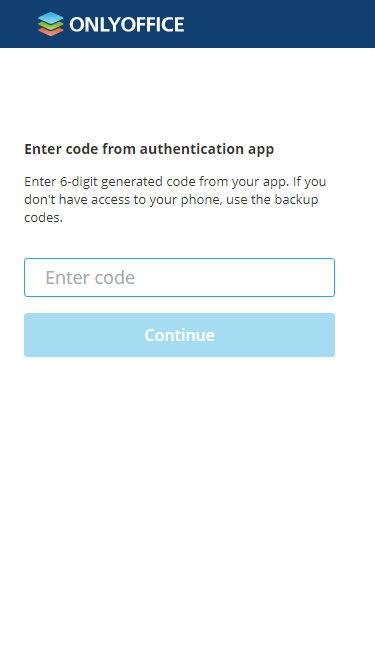 ONLYOFFICE
Enter code from authentication app
Enter 6-digit generated code from your app. If you
don't have access to your phone, use the backup
codes.
Enter code
Continue